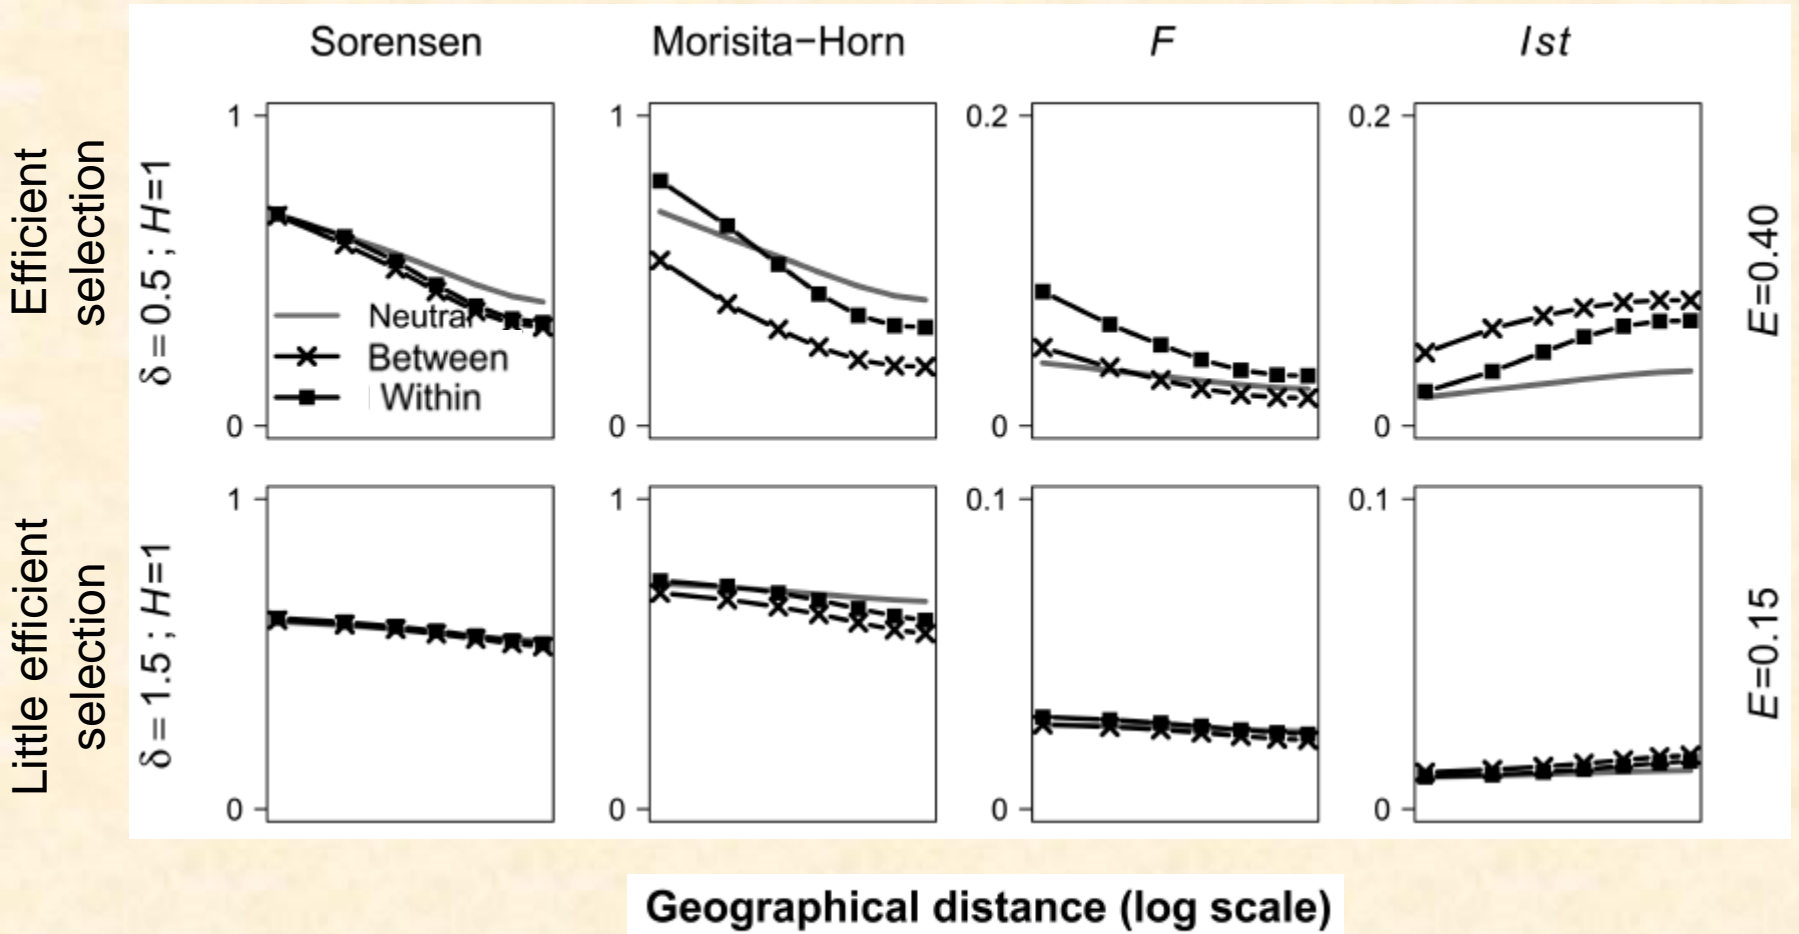 Sorensen
Morisita−Horn
F
Ist
Efficient
selection
δ = 0.5 ; H=1
1
0
Neutral
Between
Within
1
0
0.2
0
0.2
0
E=0.40
Little efficient
selection
δ = 1.5 ; H=1
1
0
1
0
0.1
0
0.1
0
E=0.15
Geographical distance (log scale)